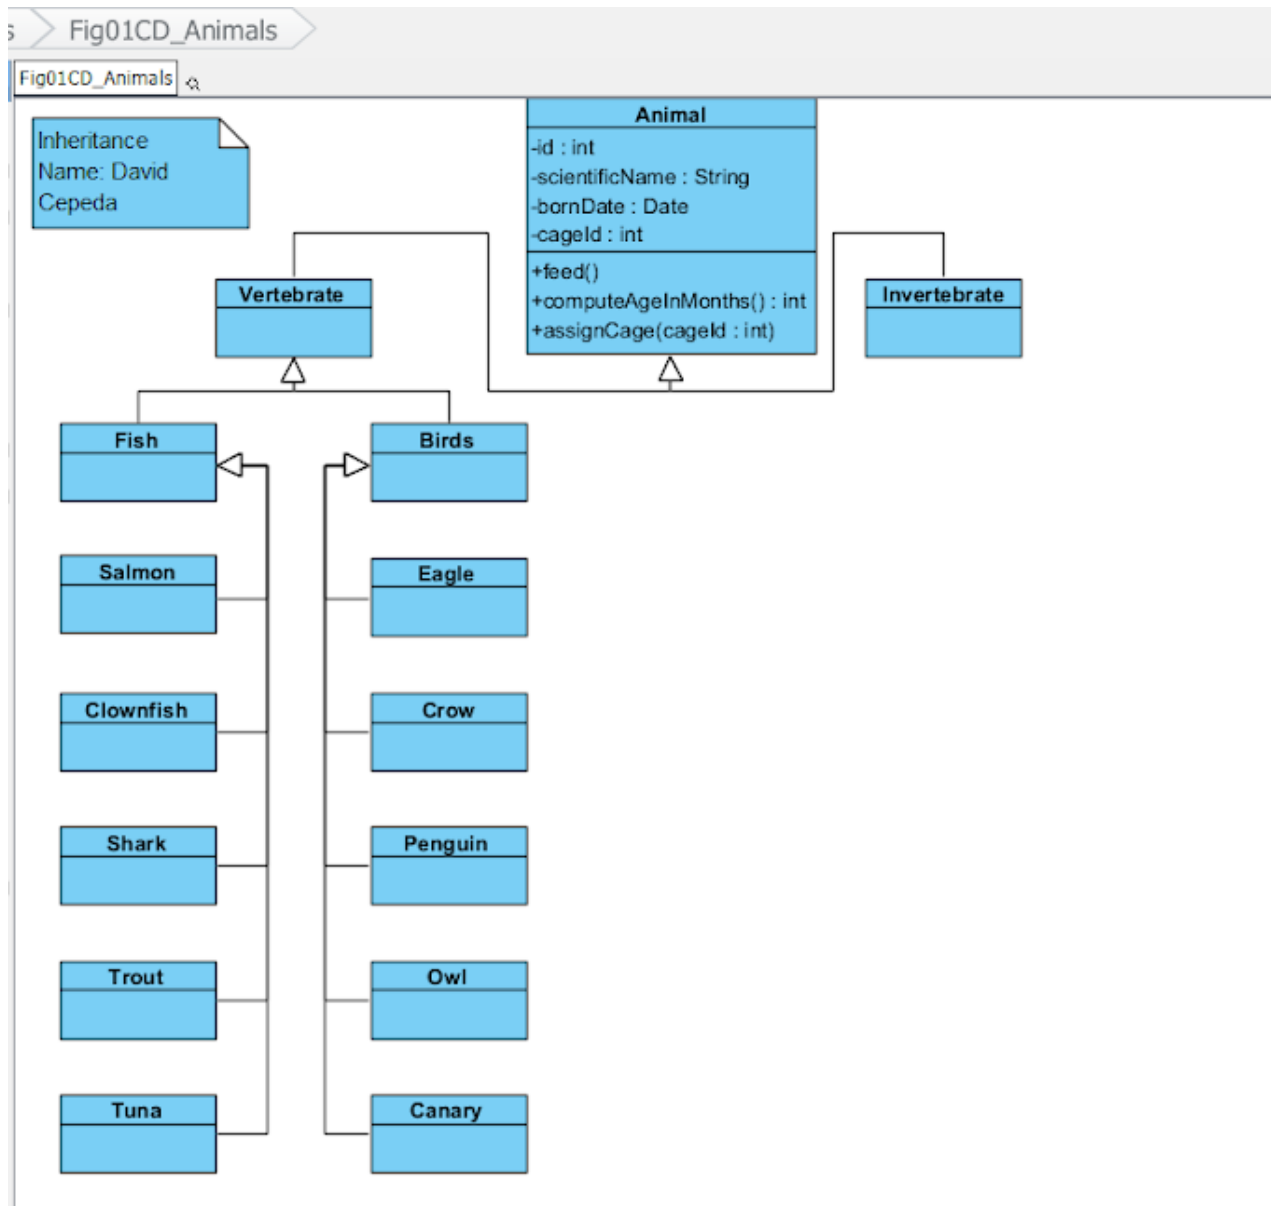 s
Fig01CD_Animals
Fig01CD_Animals
Inheritance
Name: David
Cepeda
Animal
-id : int
-scientificName : String
-bornDate : Date
-cageId : int
+feed()
+computeAgeInMonths() : int
+assignCage(cageId : int)
Vertebrate
Invertebrate
Fish
Birds
Salmon
Eagle
Clownfish
Crow
Shark
Penguin
Trout
Owl
Tuna
Canary